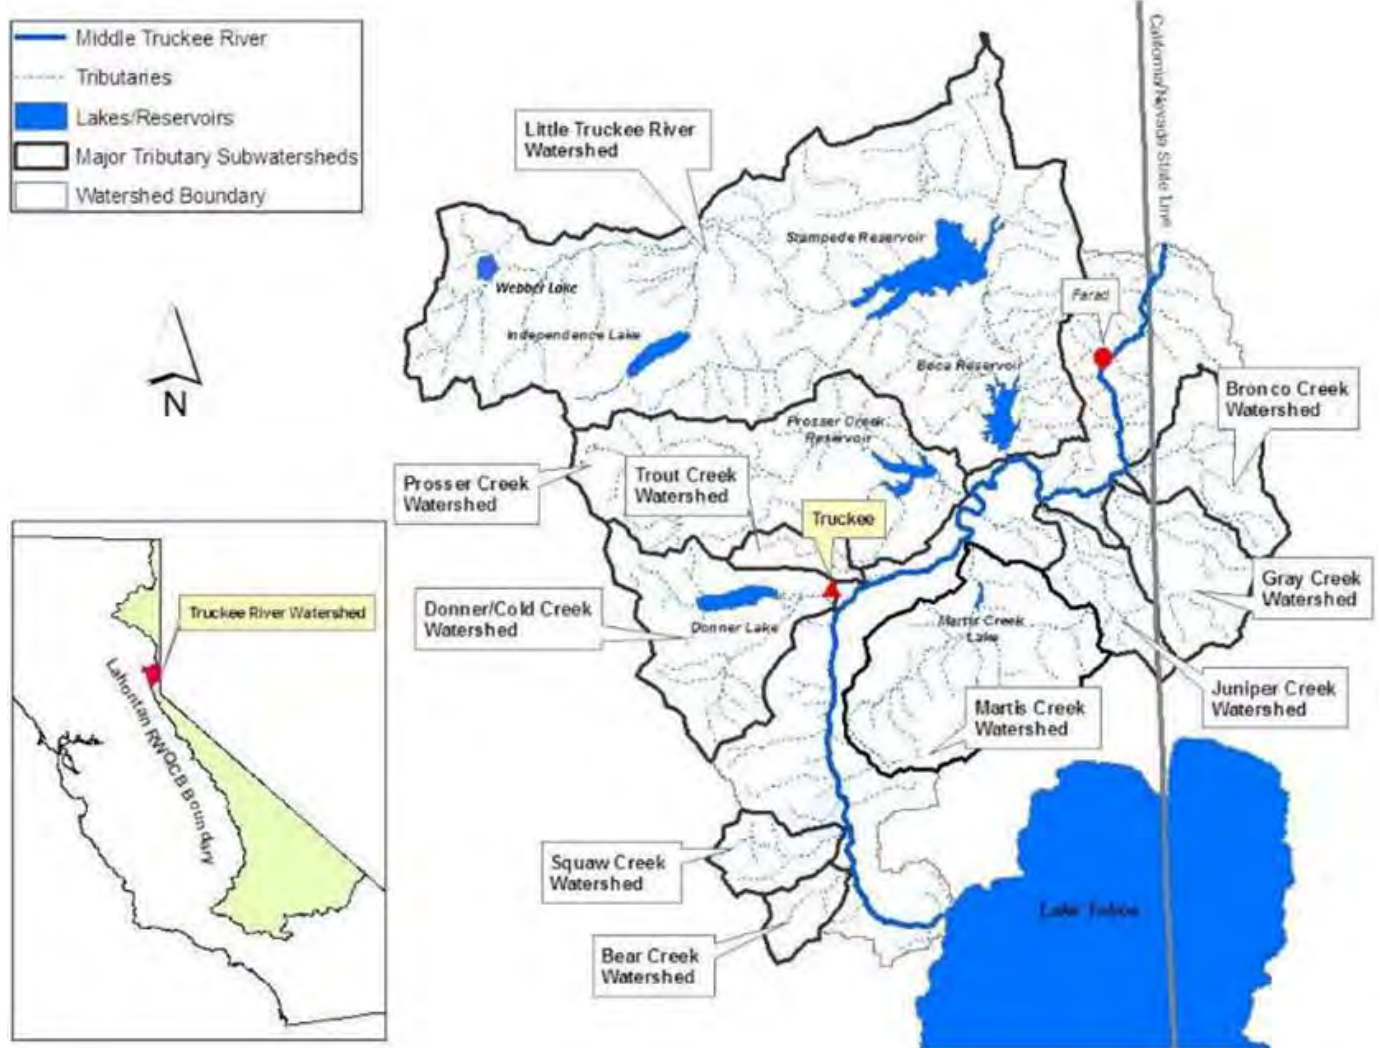 Middle Truckee River
Tributaries
Lakes/Reservoirs
Major Tributary Subwatersheds
Watershed Boundary
California/Nevada State Line
Little Truckee River
Watershed
Stampede Reservoir
Webber Lake
Independence Lake
Farad
Boca Reservoir
Bronco Creek
Watershed
N
Prosser Creek
Reservoir
Prosser Creek
Watershed
Trout Creek
Watershed
Truckee
Gray Creek
Watershed
Donner/Cold Creek
Watershed
Donner Lake
Martis Creek
Lake
Truckee River Watershed
Lahontan RWQCB Boundary
Juniper Creek
Watershed
Martis Creek
Watershed
Squaw Creek
Watershed
Lake Tahoe
Bear Creek
Watershed